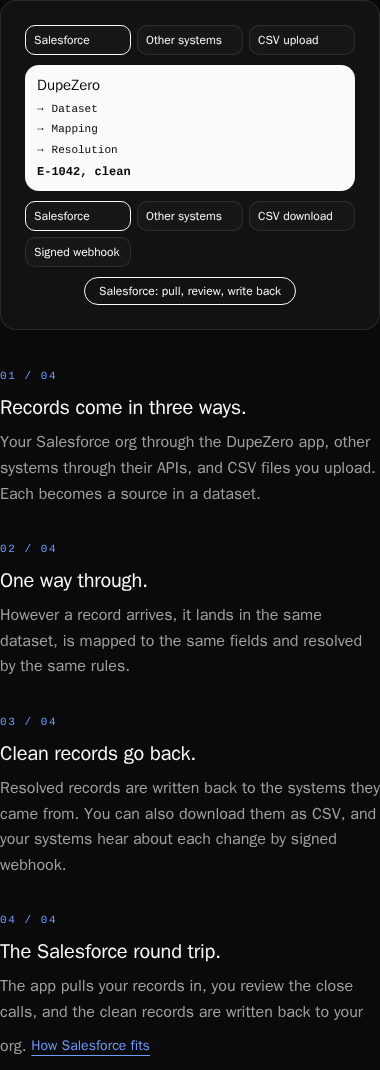 Salesforce Other systems CSV upload
DupeZero
→ Dataset
→ Mapping
→ Resolution
E-1042, clean
Salesforce Other systems CSV download
Signed webhook
Salesforce: pull, review, write back
01 / 04
Records come in three ways.
Your Salesforce org through the DupeZero app, other
systems through their APIs, and CSV files you upload.
Each becomes a source in a dataset.
02 / 04
One way through.
However a record arrives, it lands in the same
dataset, is mapped to the same fields and resolved
by the same rules.
03 / 04
Clean records go back.
Resolved records are written back to the systems they
came from. You can also download them as CSV, and
your systems hear about each change by signed
webhook.
04 / 04
The Salesforce round trip.
The app pulls your records in, you review the close
calls, and the clean records are written back to your
org. How Salesforce fits